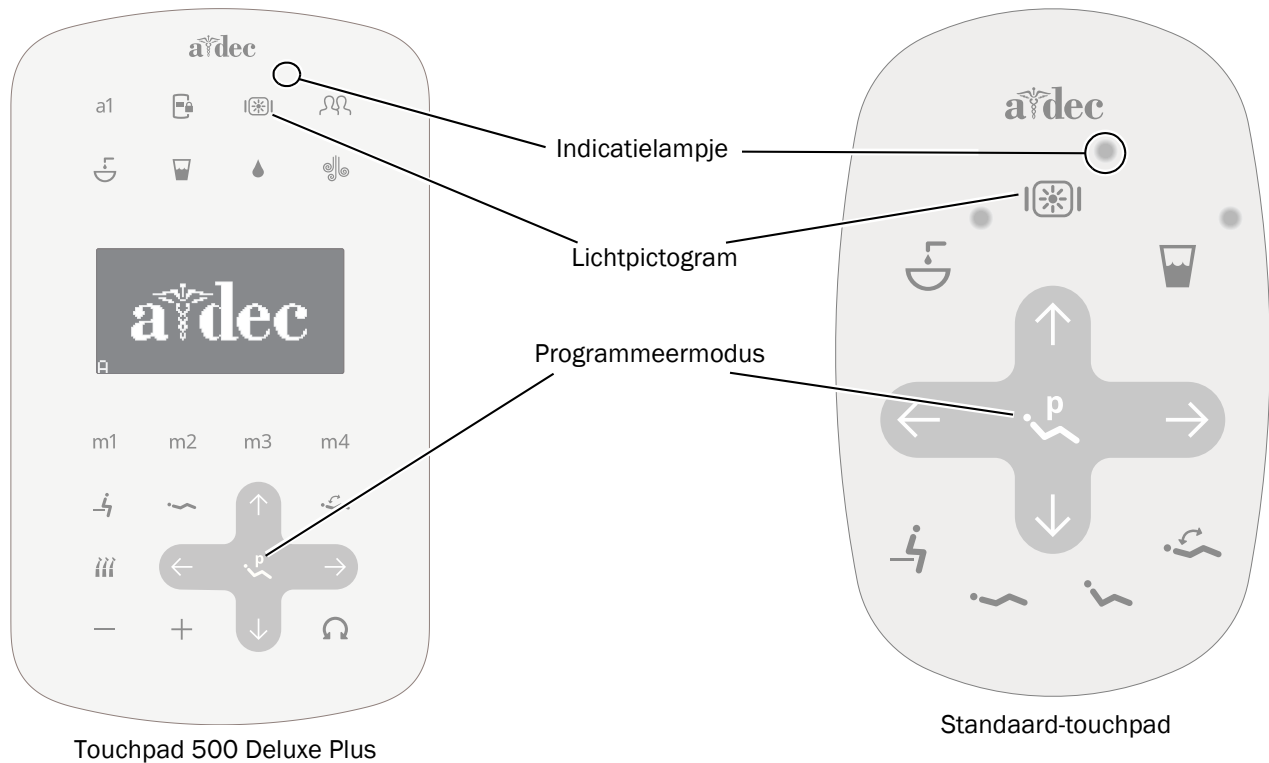 a dec
a1
a dec
A
m1 m2 m3 m4
p
Touchpad 500 Deluxe Plus
Indicatielampje
Lichtpictogram
Programmeermodus
a dec
p
Standaard-touchpad